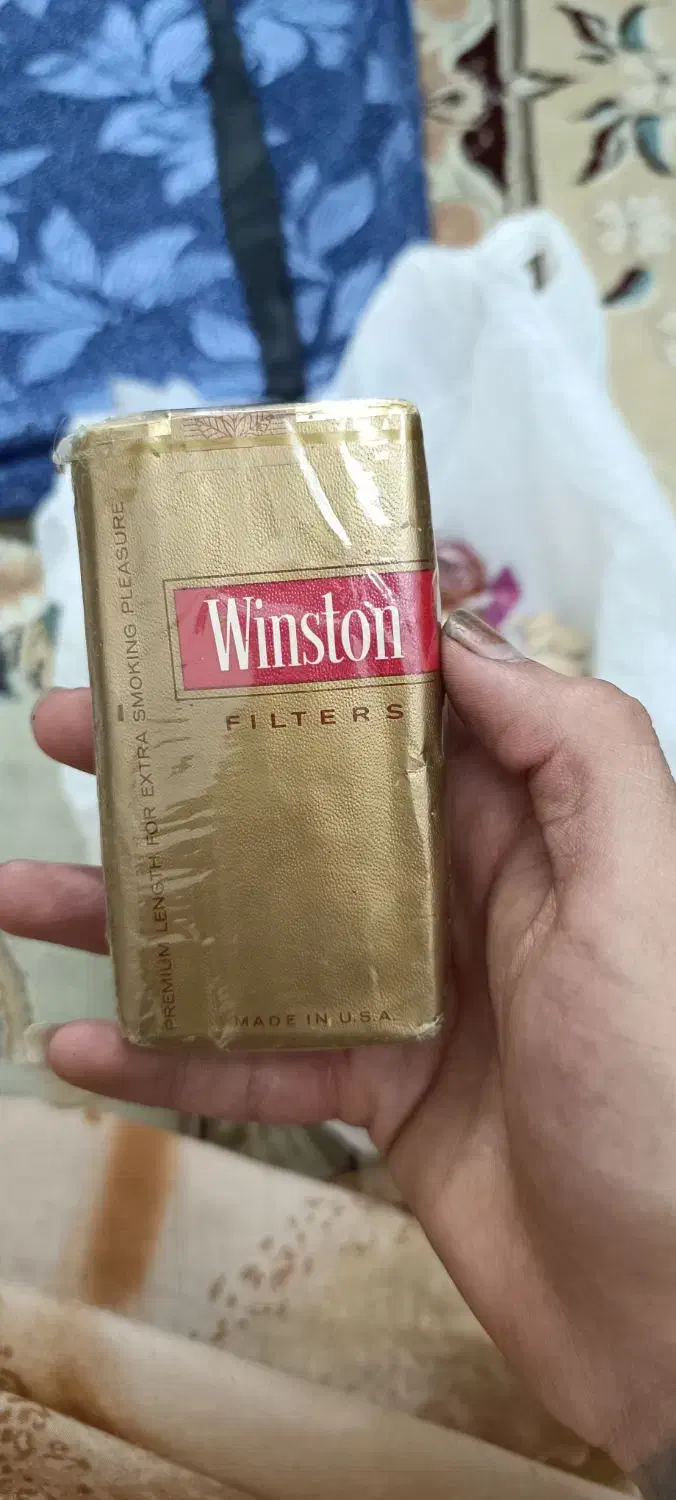 Winston
FILTERS
PREMIUM LENGTH FOR EXTRA SMOKING PLEASURE
MADE IN U.S.A.